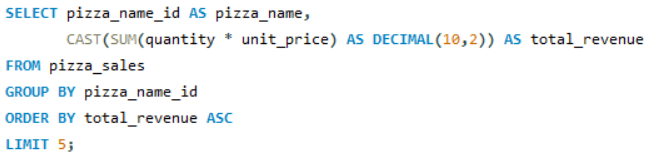 SELECT pizza_name_id AS pizza_name,
       CAST(SUM(quantity * unit_price) AS DECIMAL(10,2)) AS total_revenue
FROM pizza_sales
GROUP BY pizza_name_id
ORDER BY total_revenue ASC
LIMIT 5;